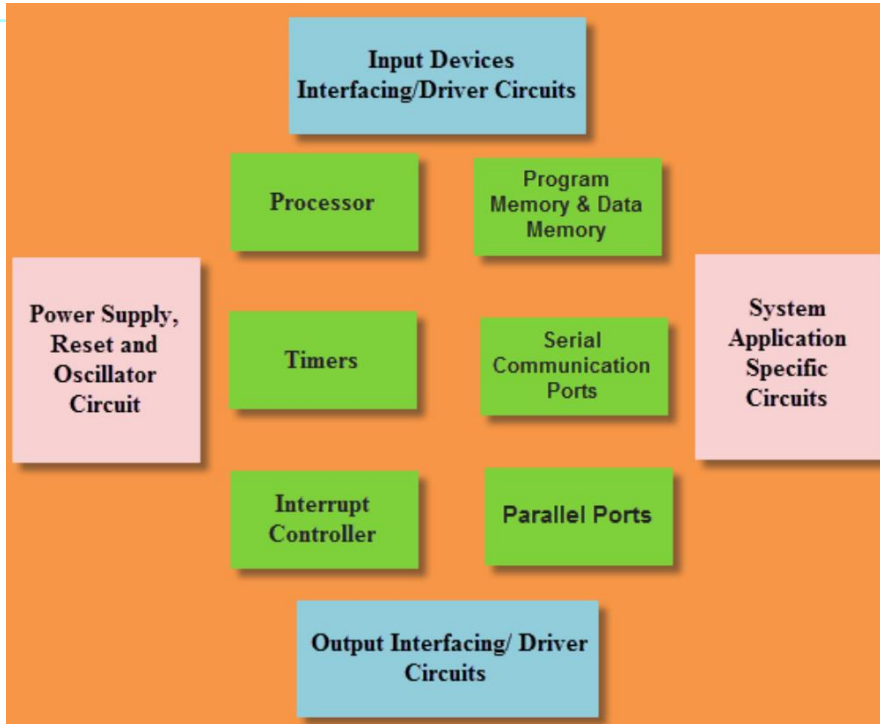 Input Devices
Interfacing/Driver Circuits
Processor
Program
Memory & Data
Memory
Power Supply,
Reset and
Oscillator
Circuit
Timers
Serial
Communication
Ports
System
Application
Specific
Circuits
Interrupt
Controller
Parallel Ports
Output Interfacing/ Driver
Circuits